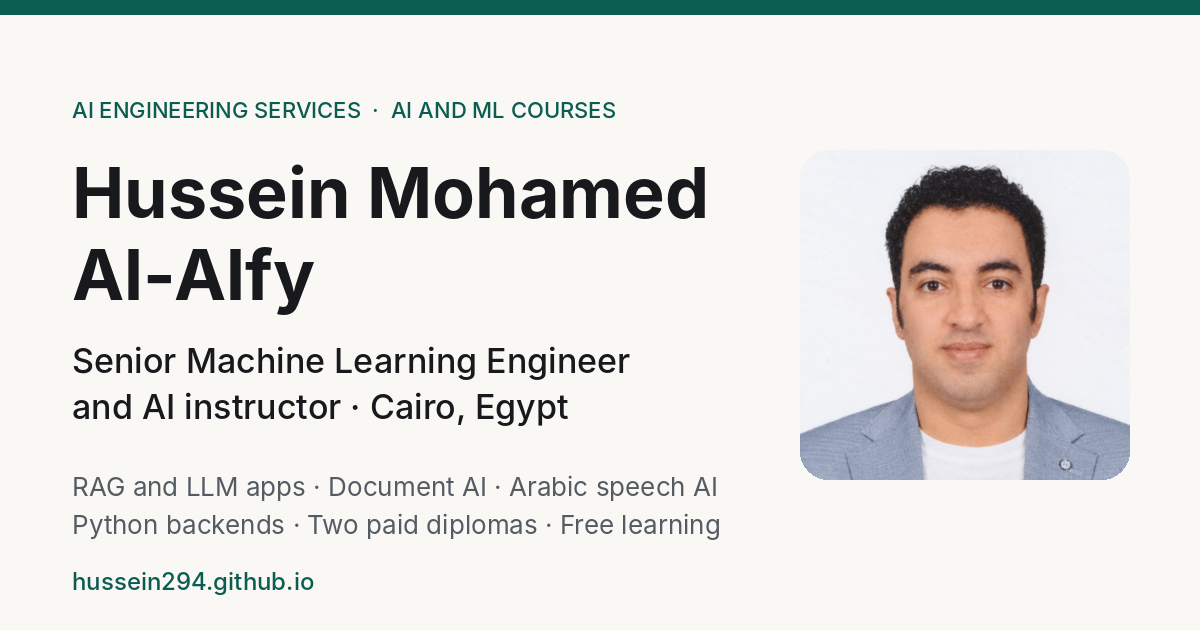 AI ENGINEERING SERVICES · AI AND ML COURSES
Hussein Mohamed
Al-Alfy
Senior Machine Learning Engineer
and AI instructor · Cairo, Egypt
RAG and LLM apps · Document AI · Arabic speech AI
Python backends · Two paid diplomas · Free learning
hussein294.github.io